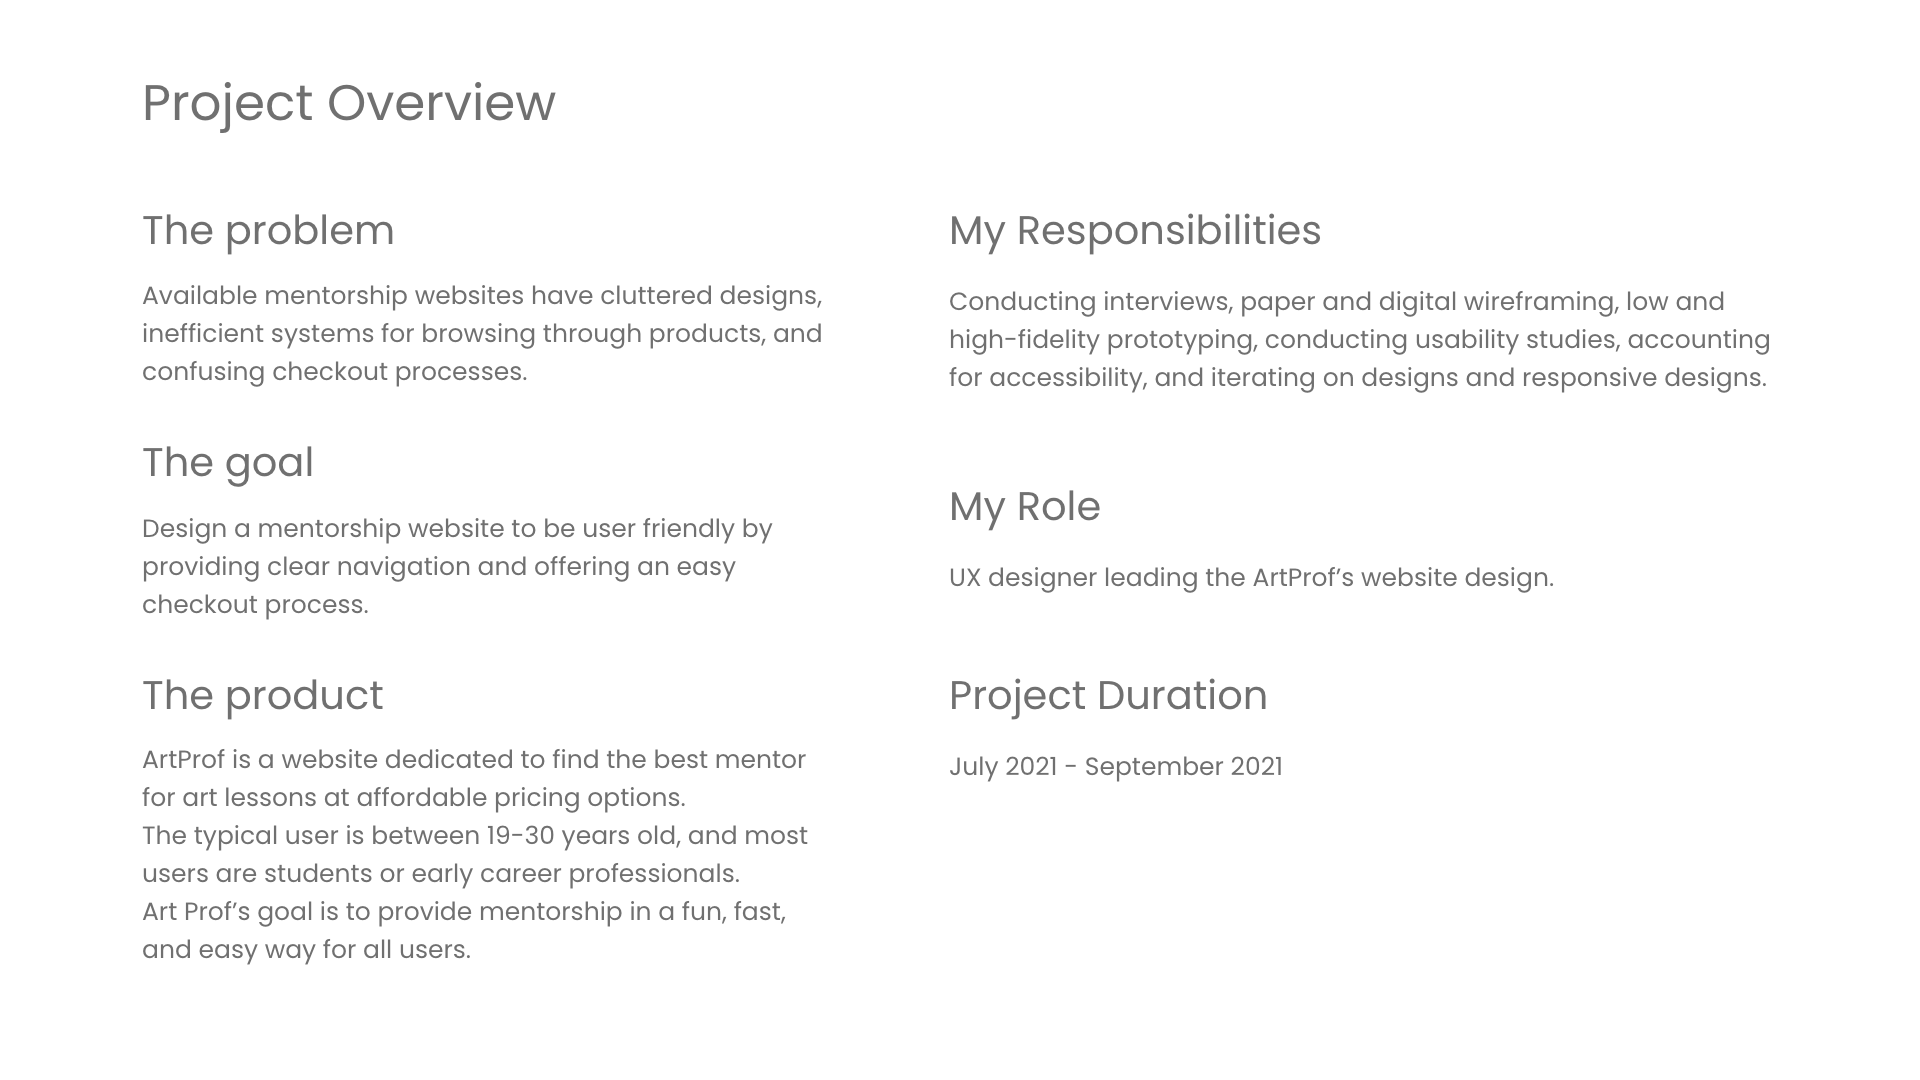 Project Overview
The problem
Available mentorship websites have cluttered designs,
inefficient systems for browsing through products, and
confusing checkout processes.
The goal
Design a mentorship website to be user friendly by
providing clear navigation and offering an easy
checkout process.
The product
ArtProf is a website dedicated to find the best mentor
for art lessons at affordable pricing options.
The typical user is between 19-30 years old, and most
users are students or early career professionals.
Art Prof’s goal is to provide mentorship in a fun, fast,
and easy way for all users.
My Responsibilities
Conducting interviews, paper and digital wireframing, low and
high-fidelity prototyping, conducting usability studies, accounting
for accessibility, and iterating on designs and responsive designs.
My Role
UX designer leading the ArtProf’s website design.
Project Duration
July 2021 - September 2021